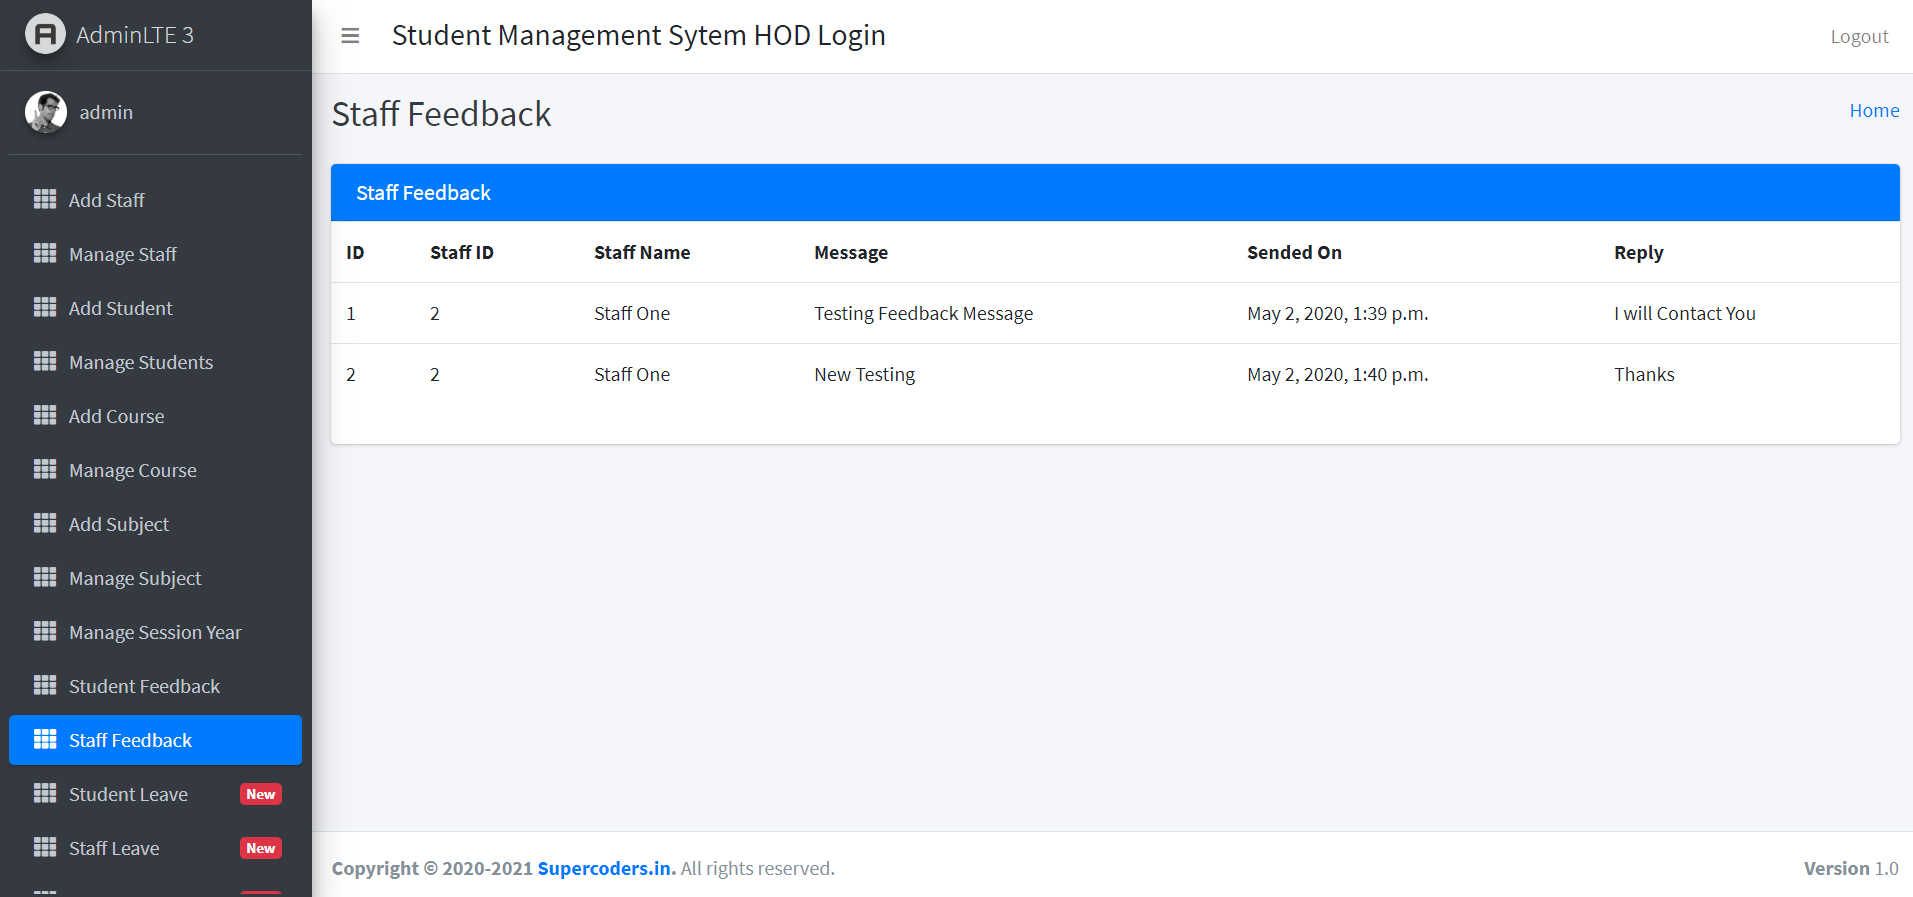 AdminLTE 3
admin
Add Staff
Manage Staff
Add Student
Manage Students
Add Course
Manage Course
Add Subject
Manage Subject
Manage Session Year
Student Feedback
Staff Feedback
Student Leave New
Staff Leave New
Student Management Sytem HOD Login
Logout
Staff Feedback
Home
Staff Feedback
ID Staff ID Staff Name Message Sended On Reply
1 2 Staff One Testing Feedback Message May 2, 2020, 1:39 p.m. I will Contact You
2 2 Staff One New Testing May 2, 2020, 1:40 p.m. Thanks
Copyright © 2020-2021 Supercoders.in. All rights reserved.
Version 1.0